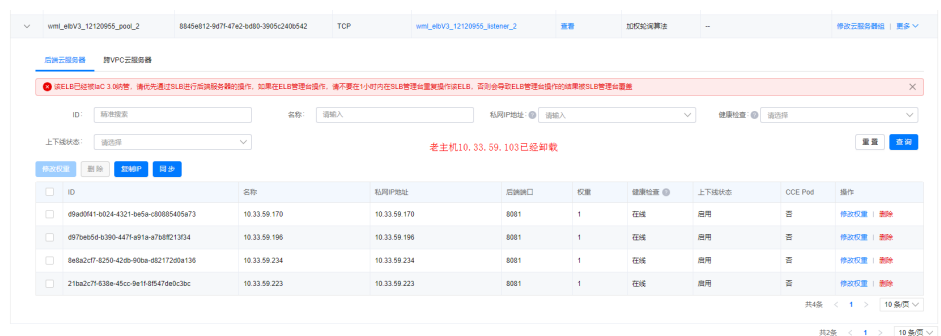 wml_elbV3_12120955_pool_2 8845e812-9d7f-47e2-bd80-3905c240b542 TCP wml_elbV3_12120955_listener_2 查看 加权轮询算法 -- 修改云服务器组 | 更多
后端云服务器 跨VPC云服务器
该ELB已经被IaC 3.0纳管，请优先通过SLB进行后端服务器的操作，如果在ELB管理台操作，请不要在1小时内在SLB管理台重复操作该ELB，否则会导致ELB管理台操作的结果被SLB管理台覆盖
ID: 精准搜索 名称: 请输入 私网IP地址 请输入 健康检查 请选择
上下线状态: 请选择 老主机10.33.59.103已经卸载 重置 查询
修改权重 删除 复制IP 同步
ID 名称 私网IP地址 后端端口 权重 健康检查 上下线状态 CCE Pod 操作
d9ad0f41-b024-4321-be5a-c80885405a73 10.33.59.170 10.33.59.170 8081 1 在线 启用 否 修改权重 | 删除
d97beb5d-b390-447f-a91a-a7b8ff213f34 10.33.59.196 10.33.59.196 8081 1 在线 启用 否 修改权重 | 删除
8e8a2cf7-8250-42db-90ba-d82172d0a136 10.33.59.234 10.33.59.234 8081 1 在线 启用 否 修改权重 | 删除
21ba2c7f-638e-45cc-9e1f-8f547de0c3bc 10.33.59.223 10.33.59.223 8081 1 在线 启用 否 修改权重 | 删除
共4条 < 1 > 10 条/页
共2条 < 1 > 10 条/页